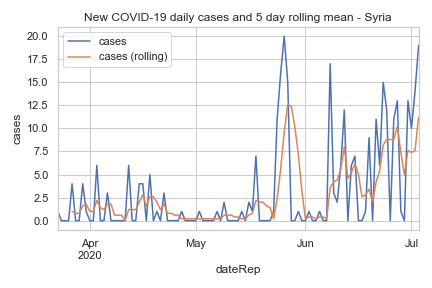 New COVID-19 daily cases and 5 day rolling mean - Syria
cases
cases (rolling)
20.0
17.5
15.0
12.5
10.0
7.5
5.0
2.5
0.0
cases
Apr
2020
May
Jun
Jul
dateRep